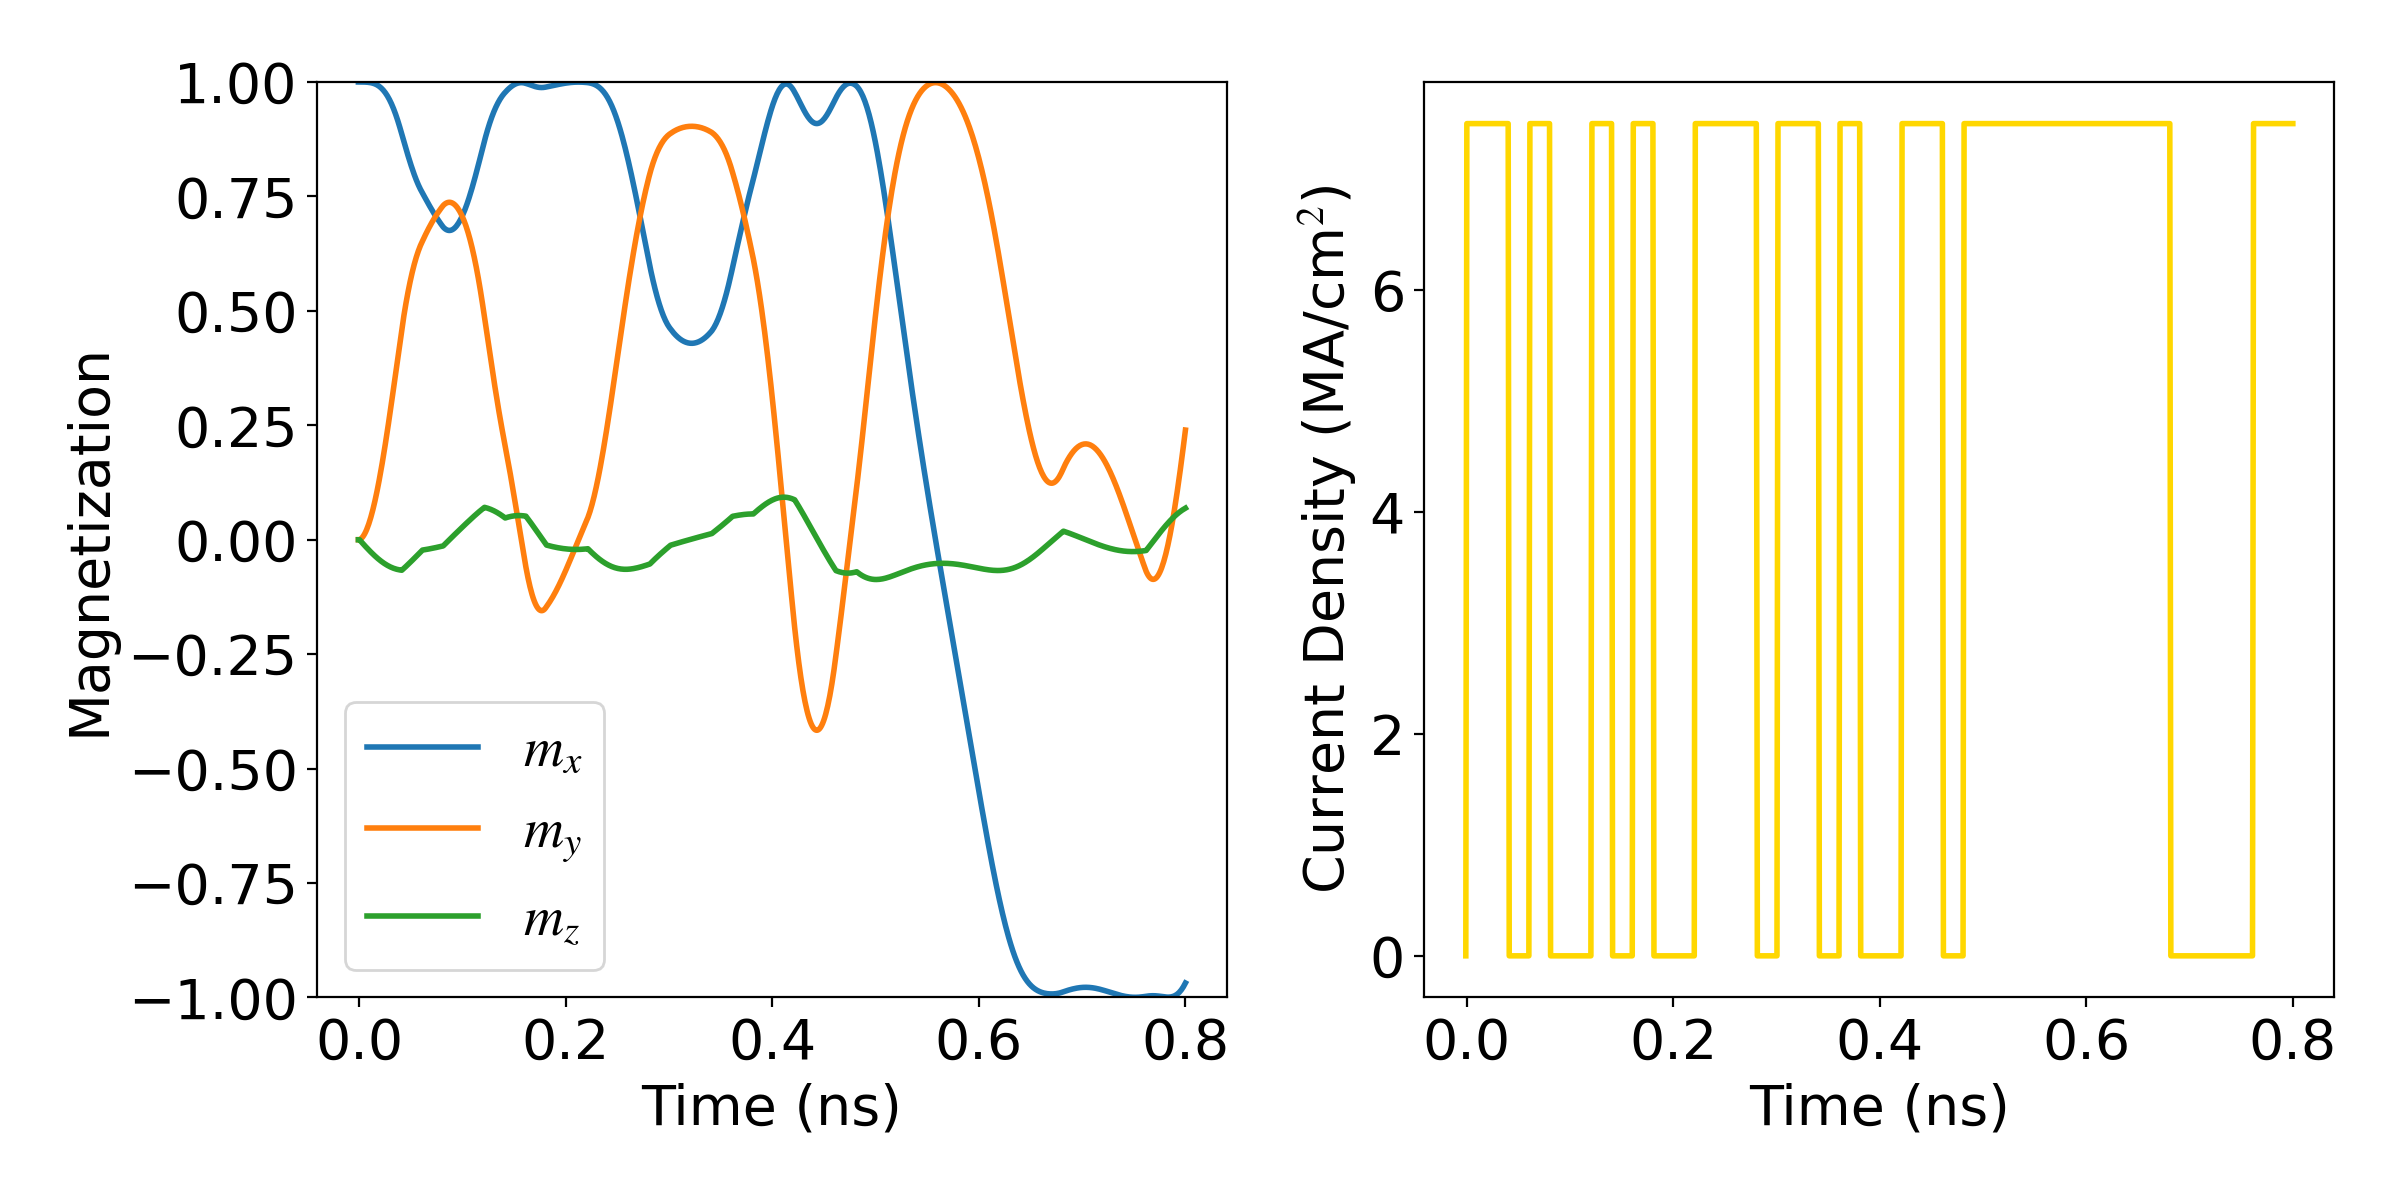 1.00
0.75
0.50
0.25
0.00
−0.25
−0.50
−0.75
−1.00
Magnetization
m_x
m_y
m_z
0.0 0.2 0.4 0.6 0.8
Time (ns)
6
4
2
0
Current Density (MA/cm²)
0.0 0.2 0.4 0.6 0.8
Time (ns)